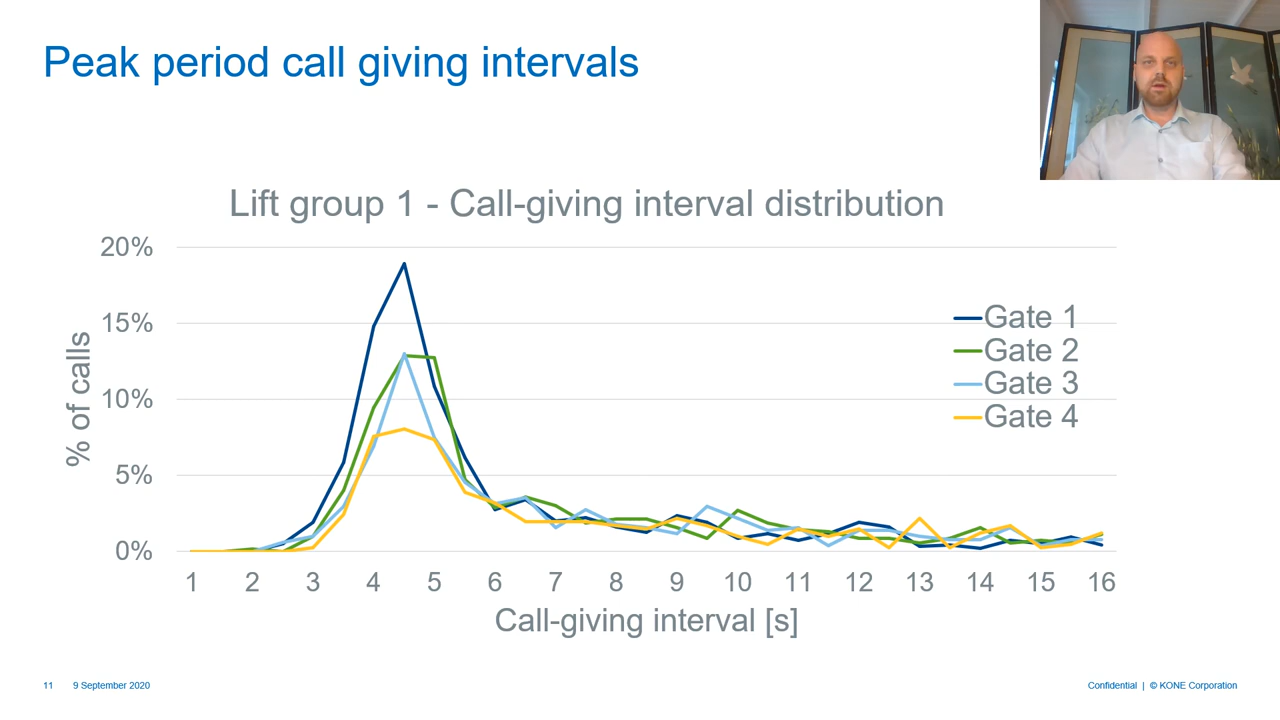 Peak period call giving intervals
Lift group 1 - Call-giving interval distribution
20%
15%
10%
5%
0%
% of calls
Gate 1
Gate 2
Gate 3
Gate 4
1 2 3 4 5 6 7 8 9 10 11 12 13 14 15 16
Call-giving interval [s]
11 9 September 2020
Confidential | © KONE Corporation